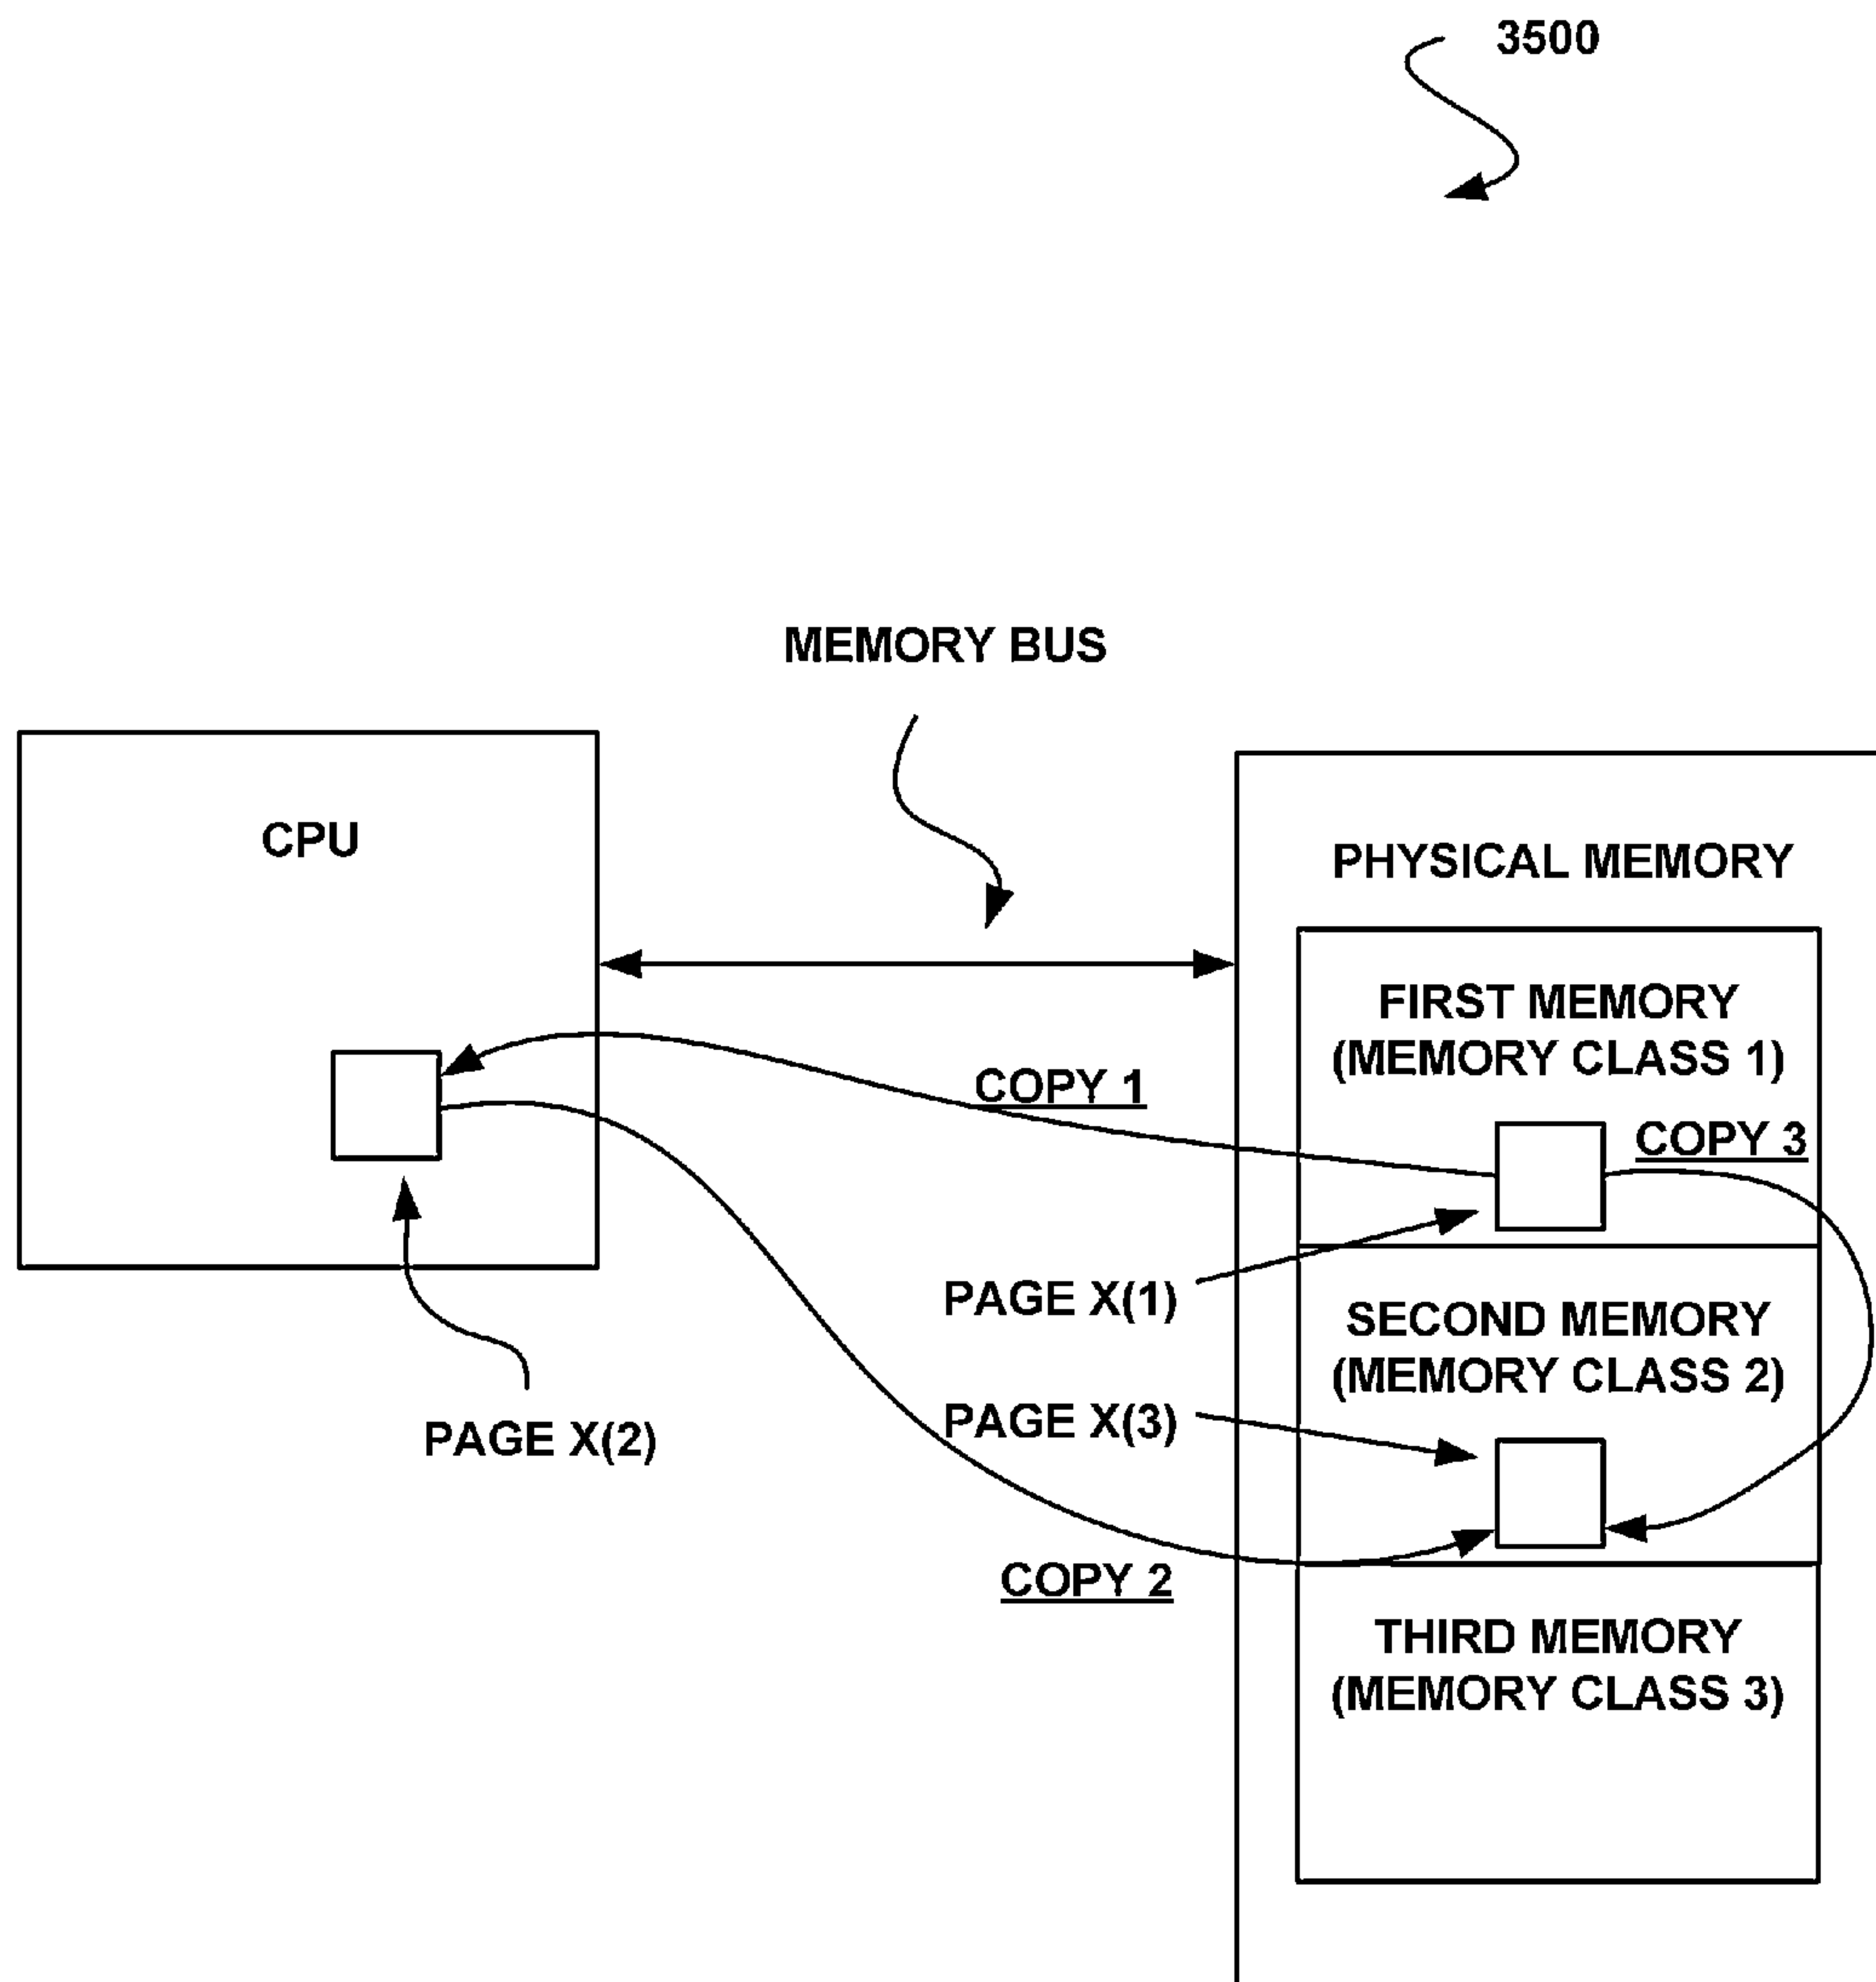 3500
MEMORY BUS
CPU
PHYSICAL MEMORY
FIRST MEMORY
(MEMORY CLASS 1)
COPY 1
COPY 3
PAGE X(1)
SECOND MEMORY
(MEMORY CLASS 2)
PAGE X(3)
PAGE X(2)
COPY 2
THIRD MEMORY
(MEMORY CLASS 3)